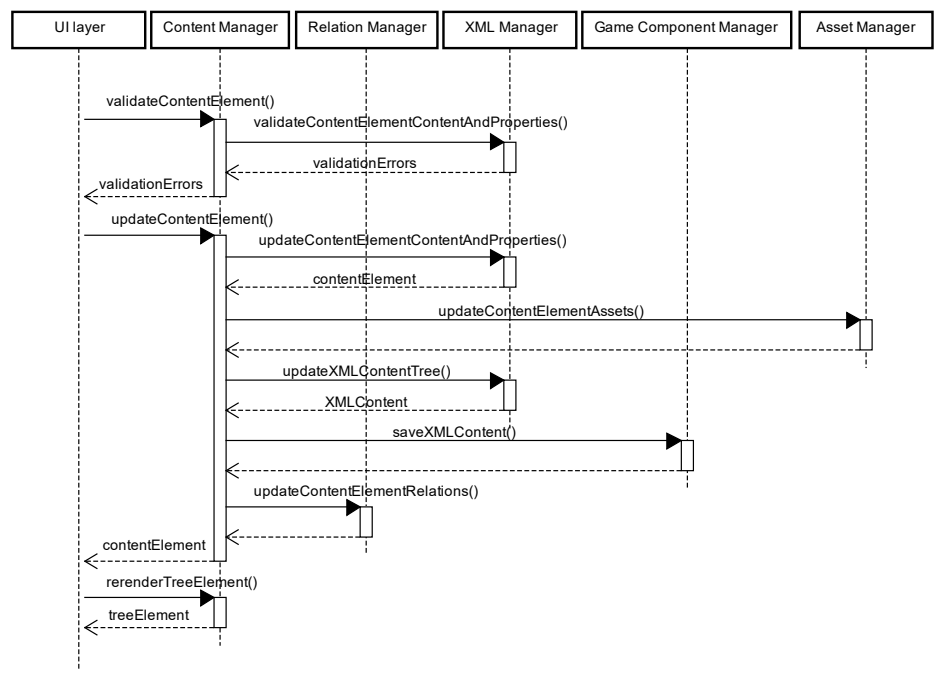 UI layer
Content Manager
Relation Manager
XML Manager
Game Component Manager
Asset Manager
validateContentElement()
validateContentElementContentAndProperties()
validationErrors
validationErrors
updateContentElement()
updateContentElementContentAndProperties()
contentElement
updateContentElementAssets()
updateXMLContentTree()
XMLContent
saveXMLContent()
updateContentElementRelations()
contentElement
rerenderTreeElement()
treeElement